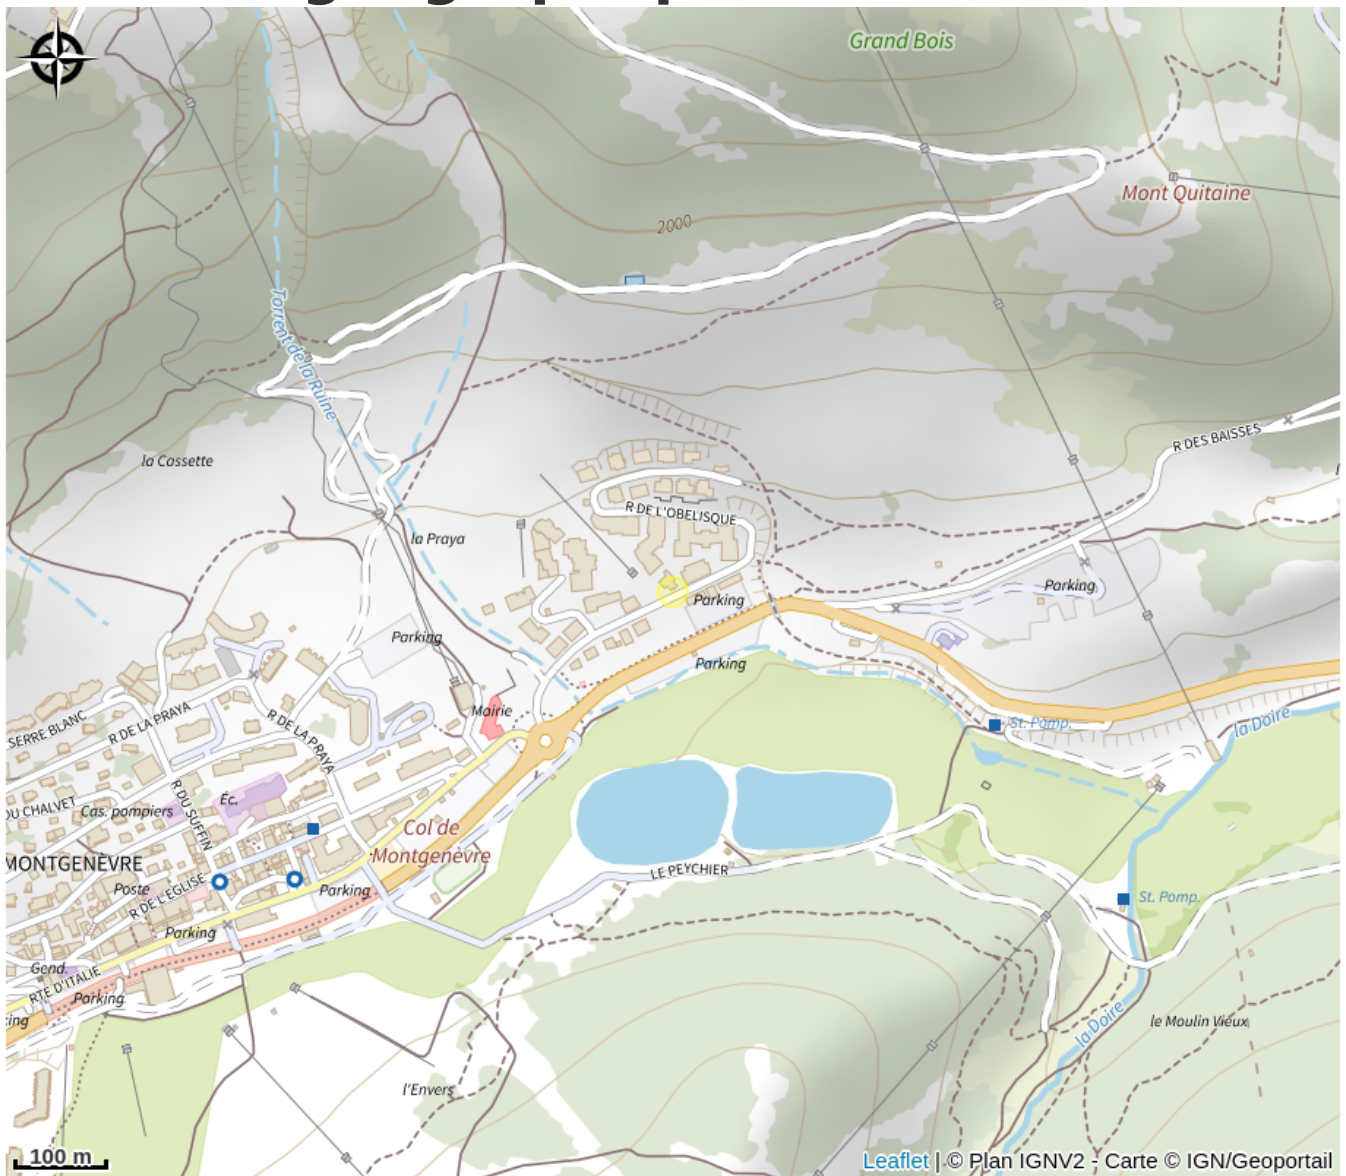 Grand Bois
Mont Quitaine
2000
Torrent de la Ruine
R DES BAISSES
la Cassette
R DE L'OBELISQUE
la Praya
Parking
Parking
Parking
Parking
Mairie
SERRE BLANC
R DE LA PRAYA
R DE LA PRAYA
St. Pomp.
la Doire
Éc.
DU CHALVET
Cas. pompiers
R DU SUFFIN
Col de
Montgenèvre
MONTGENÈVRE
LE PEYCHIER
Poste
Parking
R DE L'EGLISE
St. Pomp.
Parking
Gend.
RTE D'ITALIE
Parking
la Doire
le Moulin Vieux
l'Envers
100 m
Leaflet | © Plan IGNV2 - Carte © IGN/Geoportail